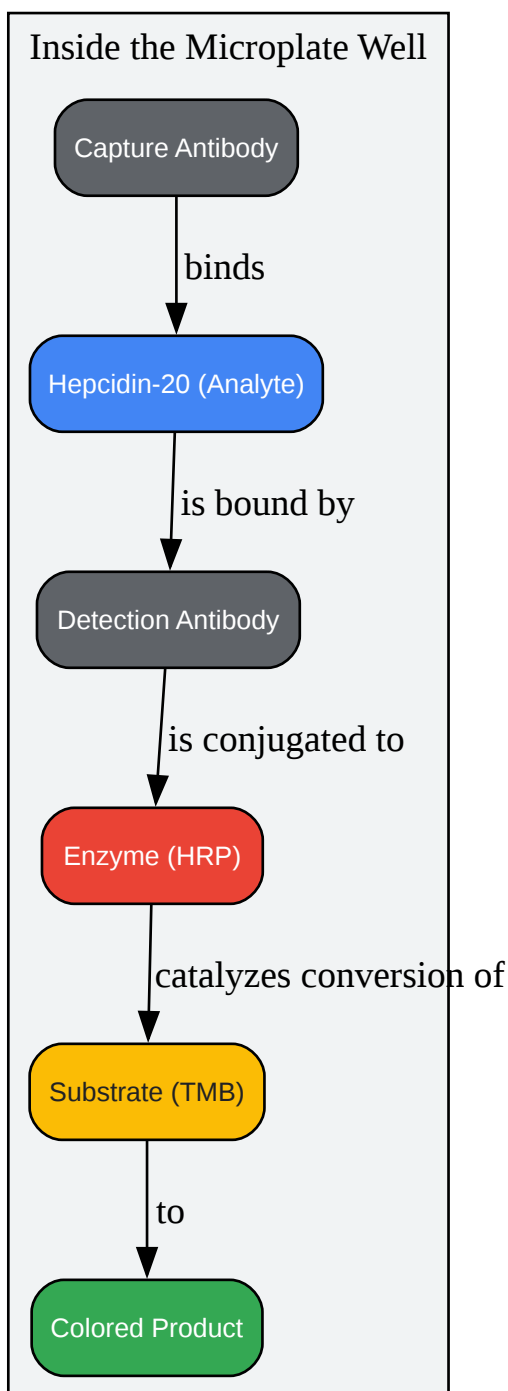 Inside the Microplate Well
Capture Antibody
binds
Hepcidin-20 (Analyte)
is bound by
Detection Antibody
is conjugated to
Enzyme (HRP)
catalyzes conversion of
Substrate (TMB)
to
Colored Product